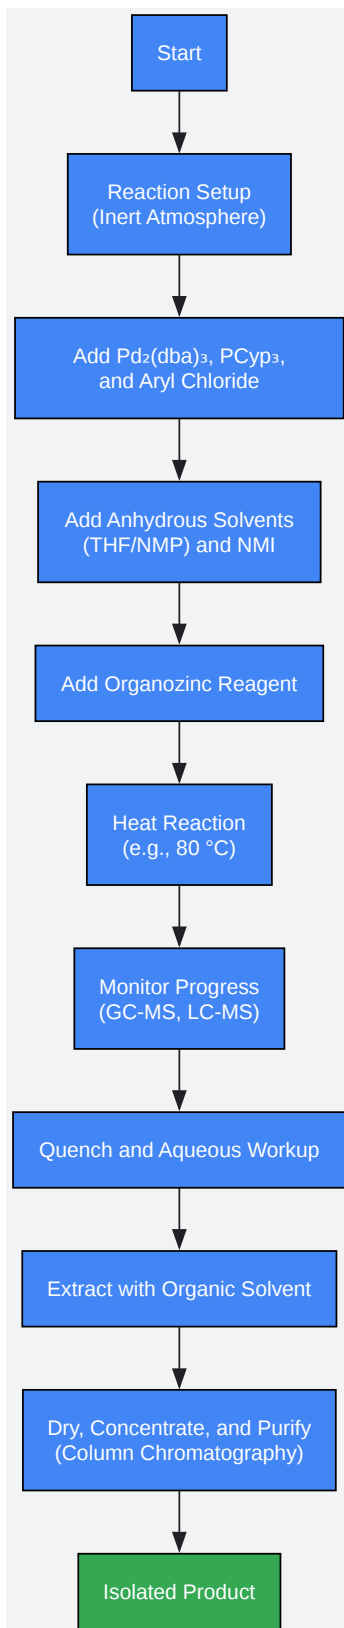 Start
Reaction Setup
(Inert Atmosphere)
Add Pd₂(dba)₃, PCyp₃,
and Aryl Chloride
Add Anhydrous Solvents
(THF/NMP) and NMI
Add Organozinc Reagent
Heat Reaction
(e.g., 80 °C)
Monitor Progress
(GC-MS, LC-MS)
Quench and Aqueous Workup
Extract with Organic Solvent
Dry, Concentrate, and Purify
(Column Chromatography)
Isolated Product